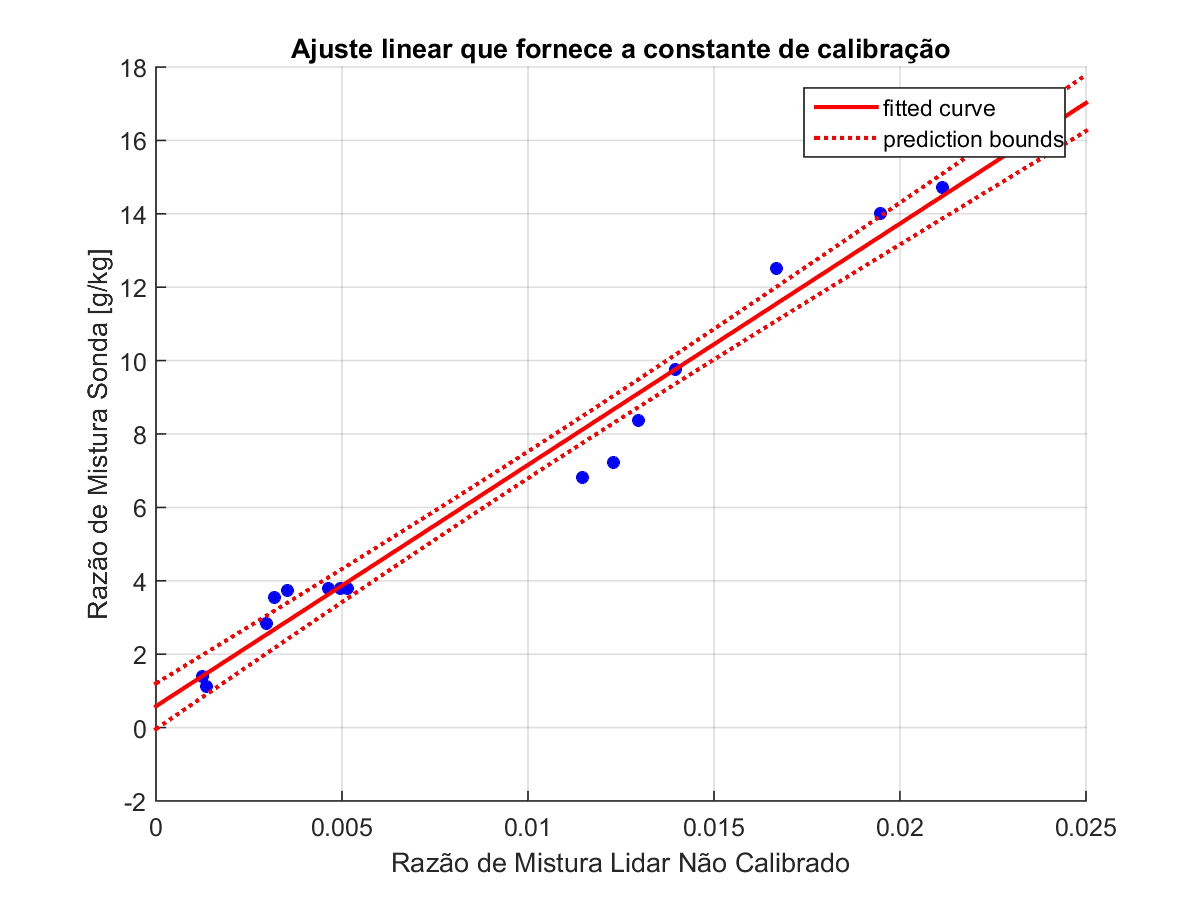 Ajuste linear que fornece a constante de calibração
18
16
14
12
10
8
6
4
2
0
-2
Razão de Mistura Sonda [g/kg]
fitted curve
prediction bounds
0 0.005 0.01 0.015 0.02 0.025
Razão de Mistura Lidar Não Calibrado